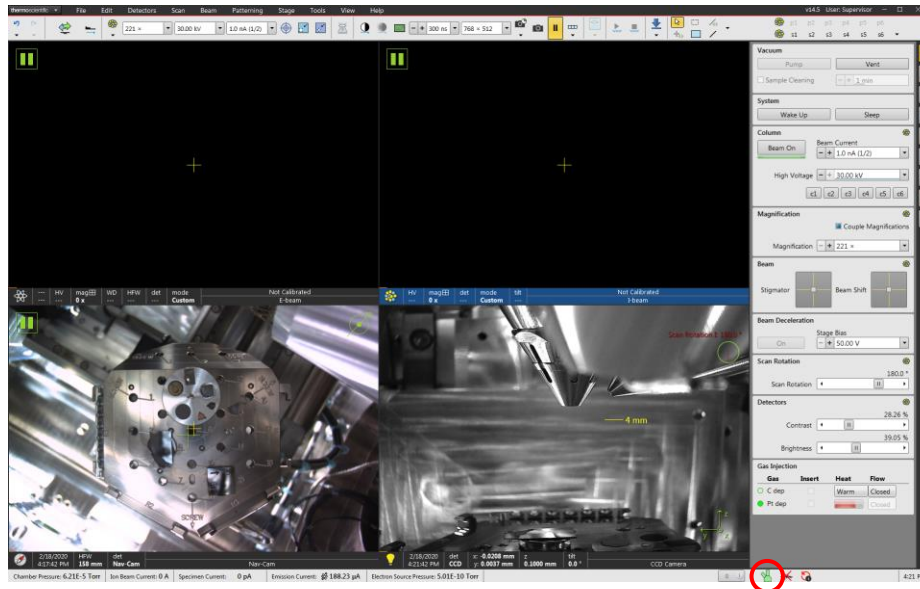 thermoscientific File Edit Detectors Scan Beam Patterning Stage Tools View Help v14.5 User: Supervisor
221 × 30.00 kV 1.0 nA (1/2) 300 ns 768 × 512
p1 p2 p3 p4 p5 p6
s1 s2 s3 s4 s5 s6
Vacuum
Pump Vent
Sample Cleaning 1 min
System
Wake Up Sleep
Column
Beam On
Beam Current
1.0 nA (1/2)
High Voltage 30.00 kV
c1 c2 c3 c4 c5 c6
Magnification
Couple Magnifications
Magnification 221 ×
Beam
Stigmator Beam Shift
Beam Deceleration
Stage Bias
On 50.00 V
Scan Rotation
180.0 °
Scan Rotation
Detectors
28.26 %
Contrast
39.05 %
Brightness
Gas Injection
Gas Insert Heat Flow
C dep Warm Closed
Pt dep Closed
HV mag WD HFW det mode Not Calibrated
0 x Custom E-beam
HV mag det mode tilt Not Calibrated
0 x Custom I-beam
4 mm
2/18/2020 HFW det
4:17:42 PM 158 mm Nav-Cam Nav-Cam
2/18/2020 det x: -0.0208 mm z tilt
4:21:42 PM CCD y: 0.0037 mm 0.1000 mm 0.0 ° CCD Camera
Chamber Pressure: 6.21E-5 Torr Ion Beam Current: 0 A Specimen Current: 0 pA Emission Current: 188.23 µA Electron Source Pressure: 5.01E-10 Torr
4:21